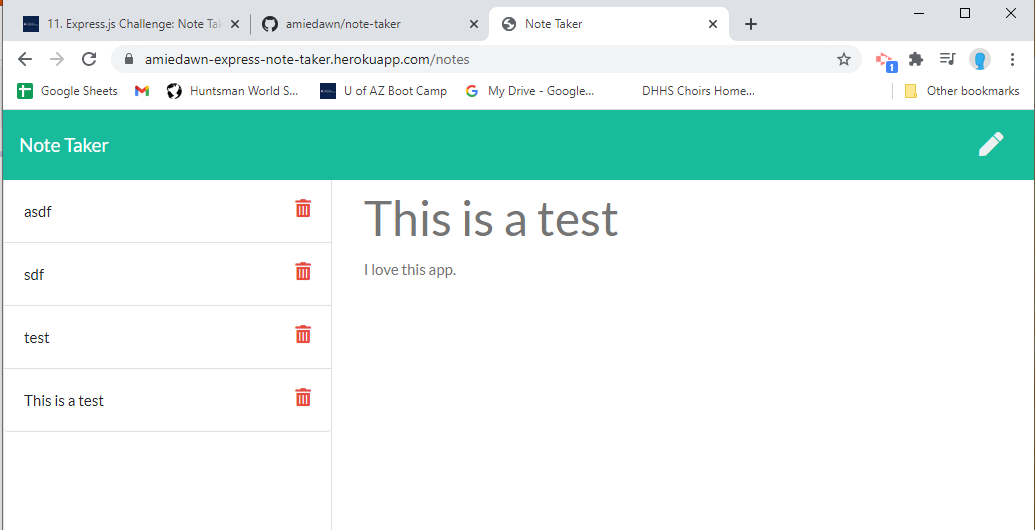 11. Express.js Challenge: Note Tak
amiedawn/note-taker
Note Taker
amiedawn-express-note-taker.herokuapp.com/notes
1
Google Sheets
Huntsman World S...
U of AZ Boot Camp
My Drive - Google...
DHHS Choirs Home...
Other bookmarks
Note Taker
asdf
sdf
test
This is a test
This is a test
I love this app.